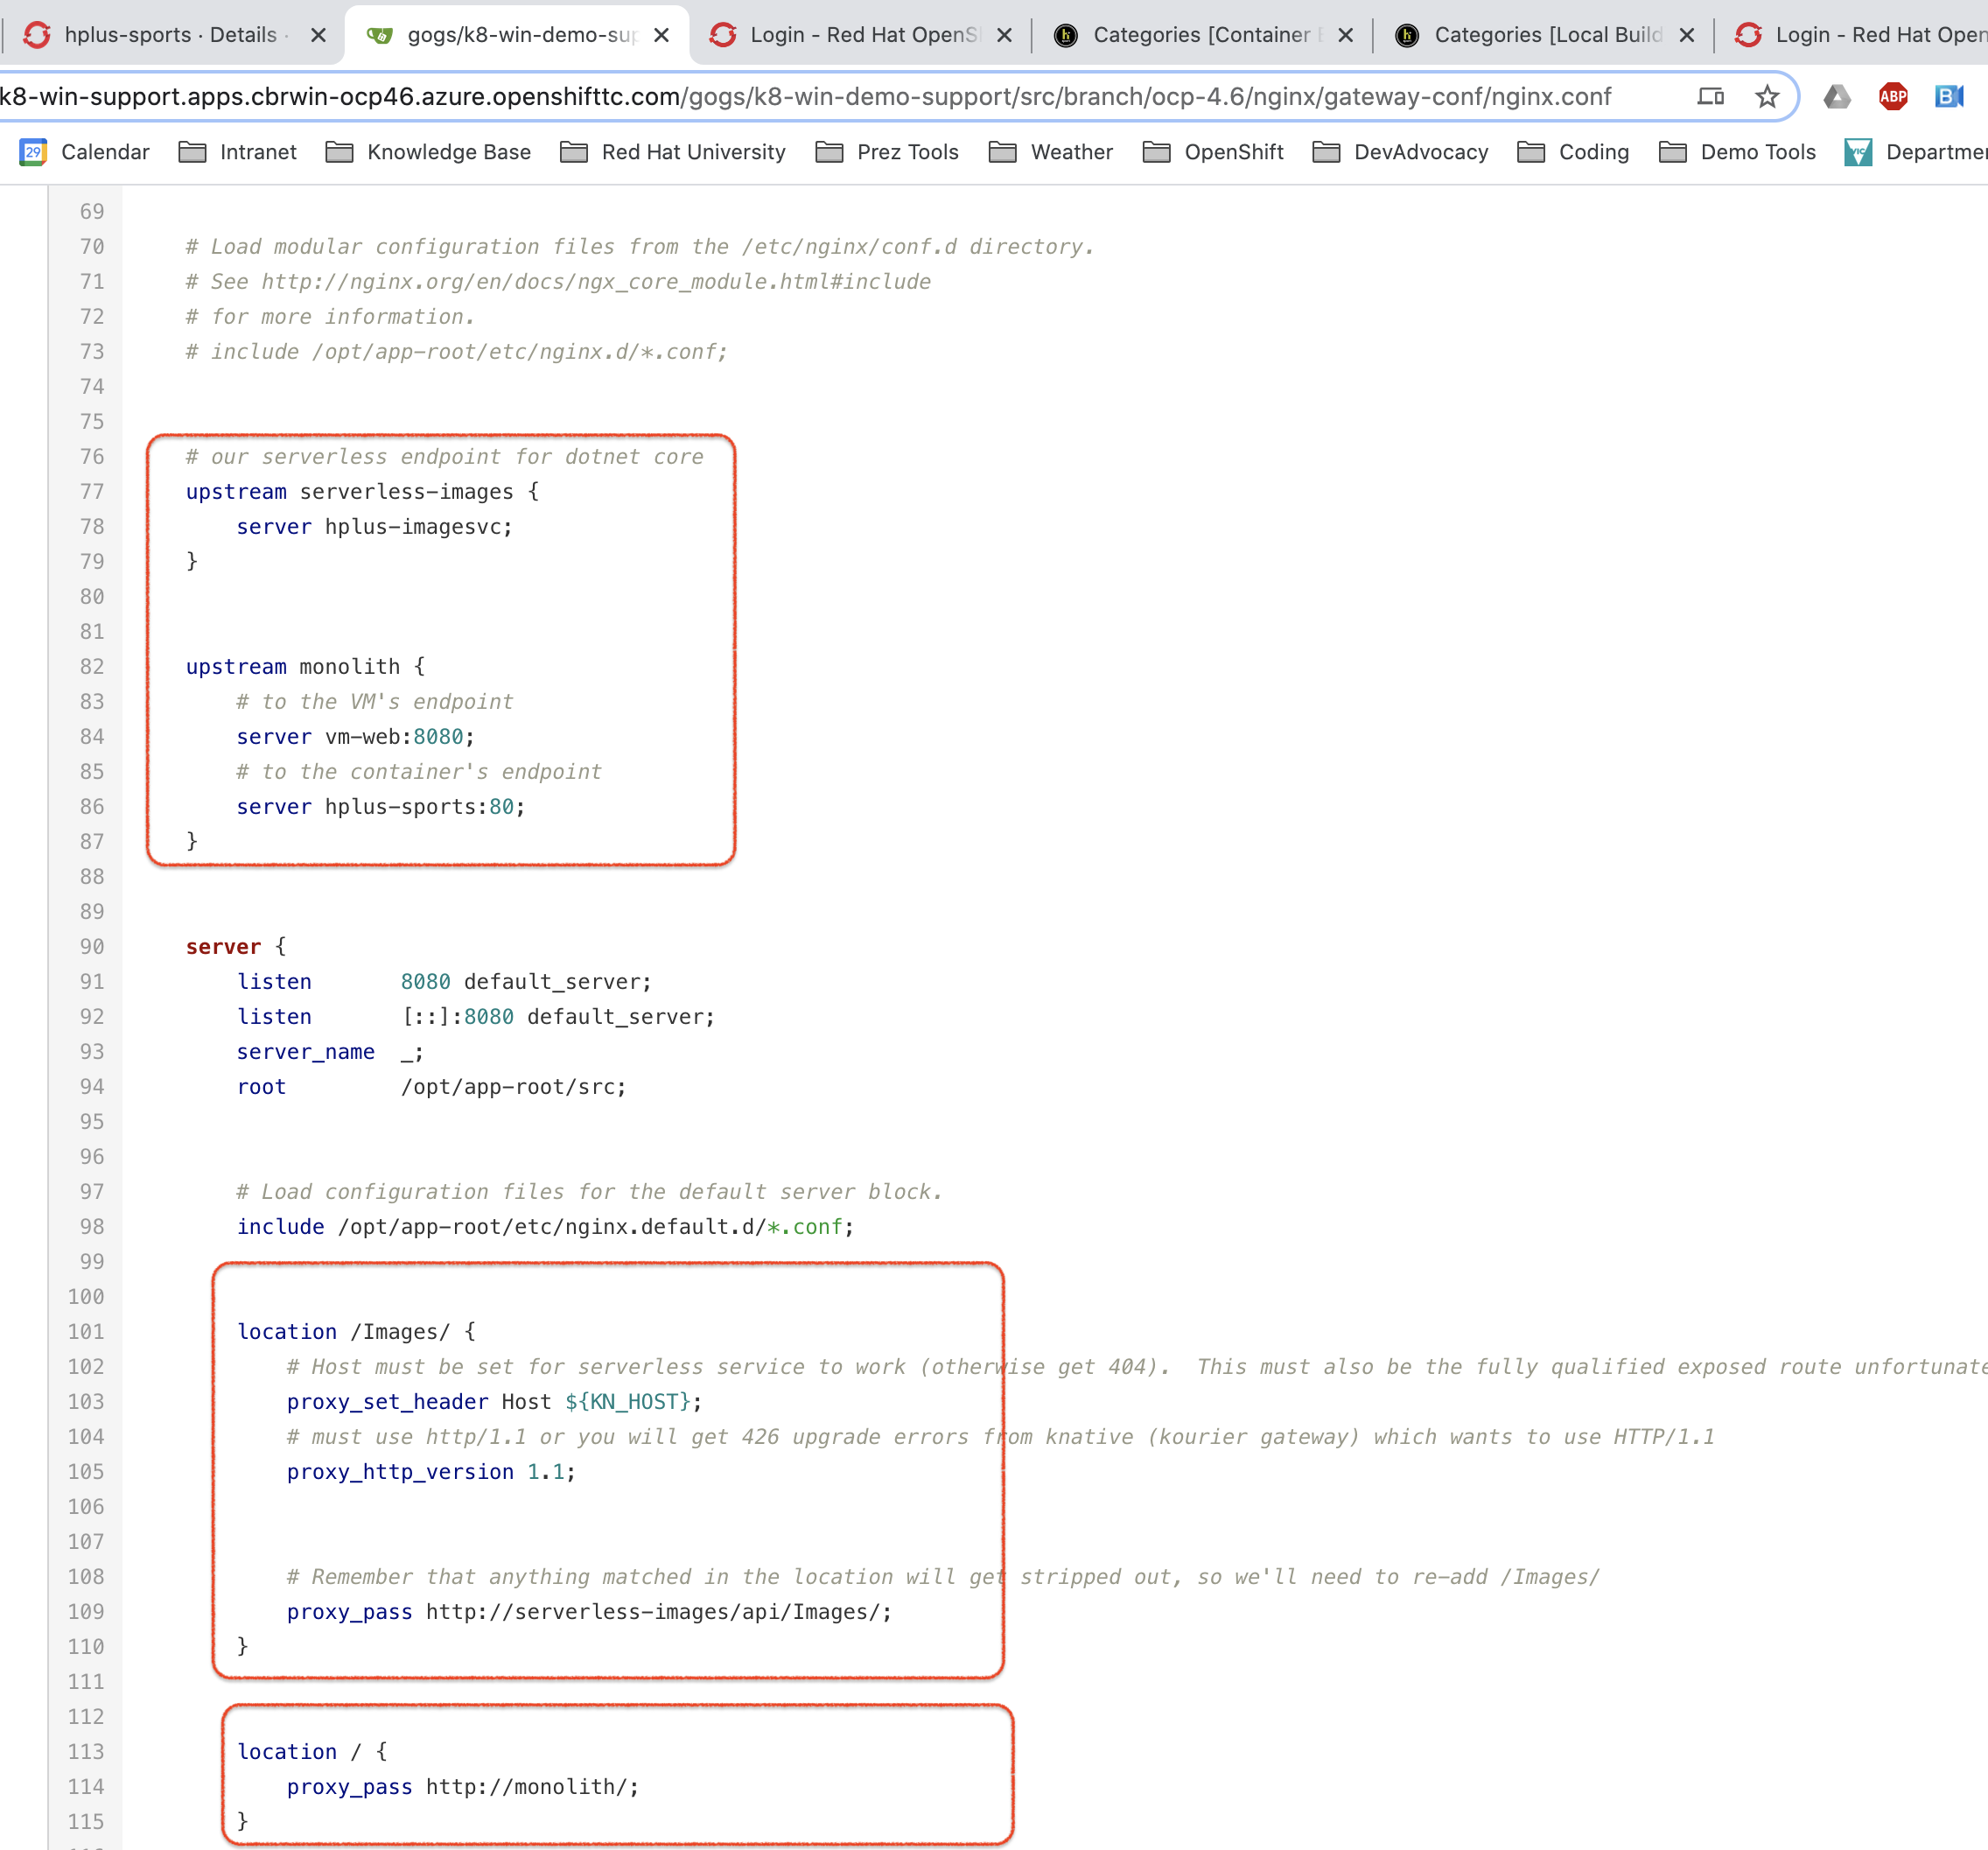 hplus-sports · Details ·
gogs/k8-win-demo-sup
Login - Red Hat OpenS
Categories [Container
Categories [Local Build
Login - Red Hat Open
k8-win-support.apps.cbrwin-ocp46.azure.openshifttc.com/gogs/k8-win-demo-support/src/branch/ocp-4.6/nginx/gateway-conf/nginx.conf
ABP
B
29 Calendar
Intranet
Knowledge Base
Red Hat University
Prez Tools
Weather
OpenShift
DevAdvocacy
Coding
Demo Tools
Departme
69
70 # Load modular configuration files from the /etc/nginx/conf.d directory.
71 # See http://nginx.org/en/docs/ngx_core_module.html#include
72 # for more information.
73 # include /opt/app-root/etc/nginx.d/*.conf;
74
75
76 # our serverless endpoint for dotnet core
77 upstream serverless-images {
78 server hplus-imagesvc;
79 }
80
81
82 upstream monolith {
83 # to the VM's endpoint
84 server vm-web:8080;
85 # to the container's endpoint
86 server hplus-sports:80;
87 }
88
89
90 server {
91 listen 8080 default_server;
92 listen [::]:8080 default_server;
93 server_name _;
94 root /opt/app-root/src;
95
96
97 # Load configuration files for the default server block.
98 include /opt/app-root/etc/nginx.default.d/*.conf;
99
100
101 location /Images/ {
102 # Host must be set for serverless service to work (otherwise get 404). This must also be the fully qualified exposed route unfortunate
103 proxy_set_header Host ${KN_HOST};
104 # must use http/1.1 or you will get 426 upgrade errors from knative (kourier gateway) which wants to use HTTP/1.1
105 proxy_http_version 1.1;
106
107
108 # Remember that anything matched in the location will get stripped out, so we'll need to re-add /Images/
109 proxy_pass http://serverless-images/api/Images/;
110 }
111
112
113 location / {
114 proxy_pass http://monolith/;
115 }